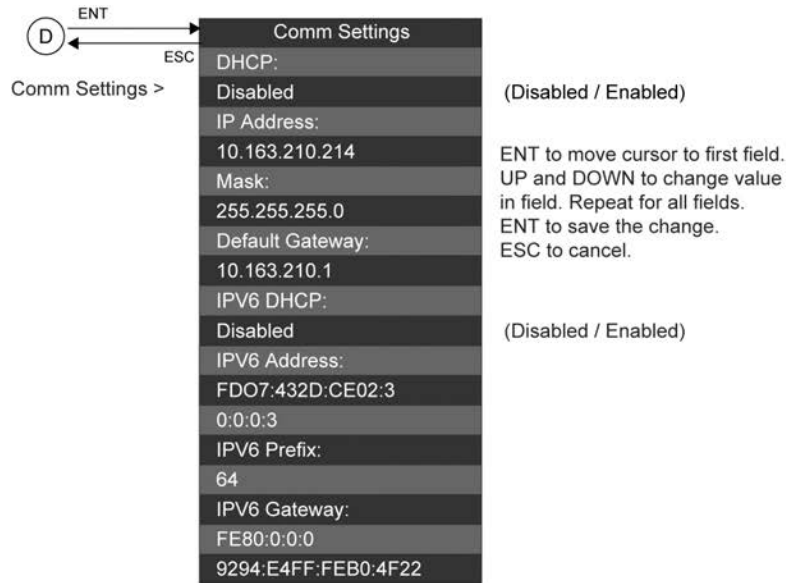 ENT
D
ESC
Comm Settings >
Comm Settings
DHCP:
Disabled
(Disabled / Enabled)
IP Address:
10.163.210.214
Mask:
255.255.255.0
Default Gateway:
10.163.210.1
ENT to move cursor to first field.
UP and DOWN to change value
in field. Repeat for all fields.
ENT to save the change.
ESC to cancel.
IPV6 DHCP:
Disabled
(Disabled / Enabled)
IPV6 Address:
FDO7:432D:CE02:3
0:0:0:3
IPV6 Prefix:
64
IPV6 Gateway:
FE80:0:0:0
9294:E4FF:FEB0:4F22